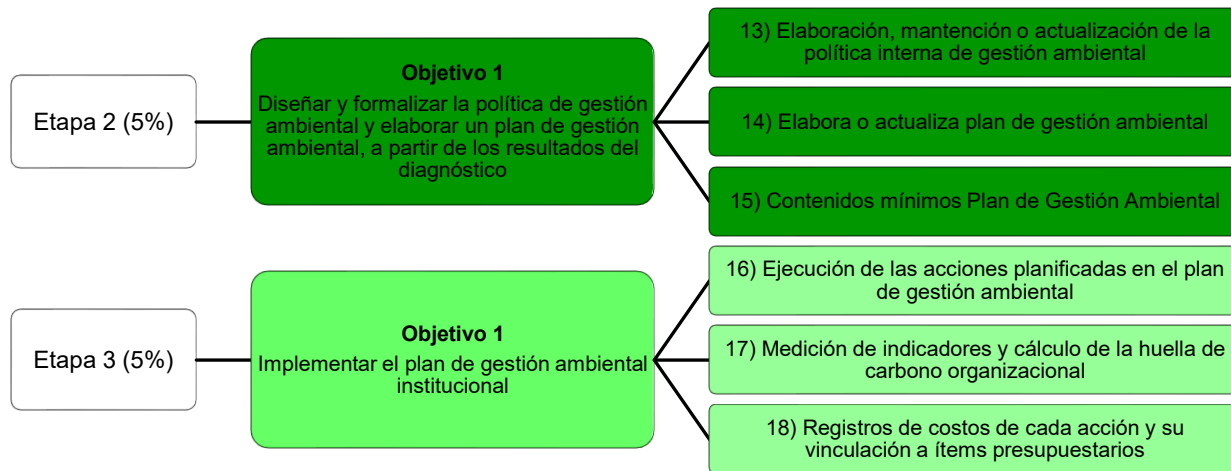 Etapa 2 (5%)
Objetivo 1
Diseñar y formalizar la política de gestión
ambiental y elaborar un plan de gestión
ambiental, a partir de los resultados del
diagnóstico
13) Elaboración, mantención o actualización de la
política interna de gestión ambiental
14) Elabora o actualiza plan de gestión ambiental
15) Contenidos mínimos Plan de Gestión Ambiental
Etapa 3 (5%)
Objetivo 1
Implementar el plan de gestión ambiental
institucional
16) Ejecución de las acciones planificadas en el plan
de gestión ambiental
17) Medición de indicadores y cálculo de la huella de
carbono organizacional
18) Registros de costos de cada acción y su
vinculación a ítems presupuestarios